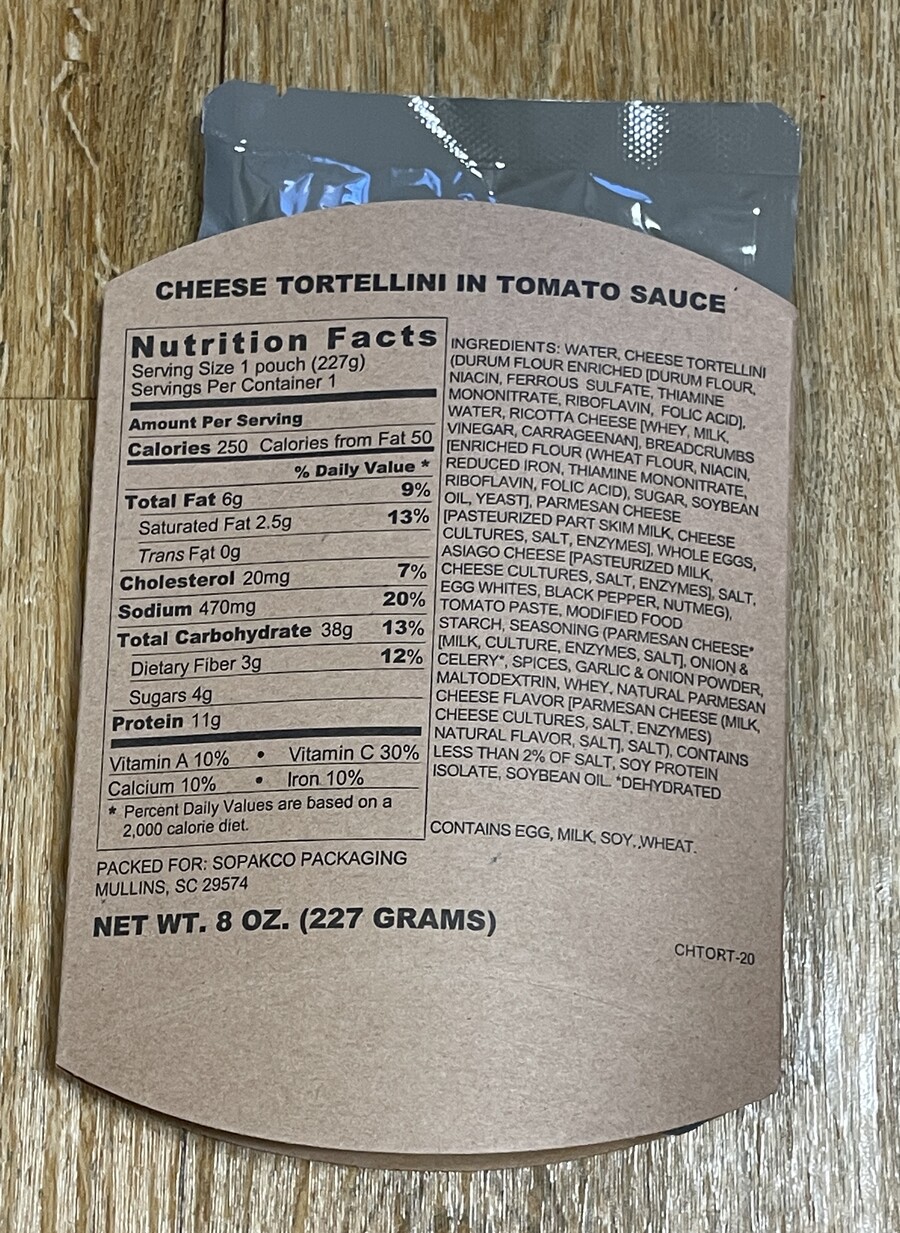 CHEESE TORTELLINI IN TOMATO SAUCE
Nutrition Facts
Serving Size 1 pouch (227g)
Servings Per Container 1
Amount Per Serving
Calories 250 Calories from Fat 50
% Daily Value *
Total Fat 6g 9%
Saturated Fat 2.5g 13%
Trans Fat 0g
Cholesterol 20mg 7%
Sodium 470mg 20%
Total Carbohydrate 38g 13%
Dietary Fiber 3g 12%
Sugars 4g
Protein 11g
Vitamin A 10% • Vitamin C 30%
Calcium 10% • Iron 10%
* Percent Daily Values are based on a
2,000 calorie diet.
INGREDIENTS: WATER, CHEESE TORTELLINI
(DURUM FLOUR ENRICHED [DURUM FLOUR,
NIACIN, FERROUS SULFATE, THIAMINE
MONONITRATE, RIBOFLAVIN, FOLIC ACID],
WATER, RICOTTA CHEESE [WHEY, MILK,
VINEGAR, CARRAGEENAN], BREADCRUMBS
[ENRICHED FLOUR (WHEAT FLOUR, NIACIN,
REDUCED IRON, THIAMINE MONONITRATE,
RIBOFLAVIN, FOLIC ACID), SUGAR, SOYBEAN
OIL, YEAST], PARMESAN CHEESE
[PASTEURIZED PART SKIM MILK, CHEESE
CULTURES, SALT, ENZYMES], WHOLE EGGS,
ASIAGO CHEESE [PASTEURIZED MILK,
CHEESE CULTURES, SALT, ENZYMES], SALT,
EGG WHITES, BLACK PEPPER, NUTMEG),
TOMATO PASTE, MODIFIED FOOD
STARCH, SEASONING (PARMESAN CHEESE*
[MILK, CULTURE, ENZYMES, SALT], ONION &
CELERY*, SPICES, GARLIC & ONION POWDER,
MALTODEXTRIN, WHEY, NATURAL PARMESAN
CHEESE FLAVOR [PARMESAN CHEESE (MILK,
CHEESE CULTURES, SALT, ENZYMES)
NATURAL FLAVOR, SALT], SALT), CONTAINS
LESS THAN 2% OF SALT, SOY PROTEIN
ISOLATE, SOYBEAN OIL. *DEHYDRATED
CONTAINS EGG, MILK, SOY, WHEAT.
PACKED FOR: SOPAKCO PACKAGING
MULLINS, SC 29574
NET WT. 8 OZ. (227 GRAMS)
CHTORT-20